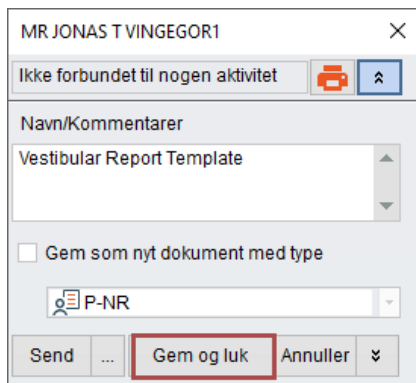 MR JONAS T VINGEGOR1
Ikke forbundet til nogen aktivitet
Navn/Kommentarer
Vestibular Report Template
Gem som nyt dokument med type
P-NR
Send ... Gem og luk Annuller